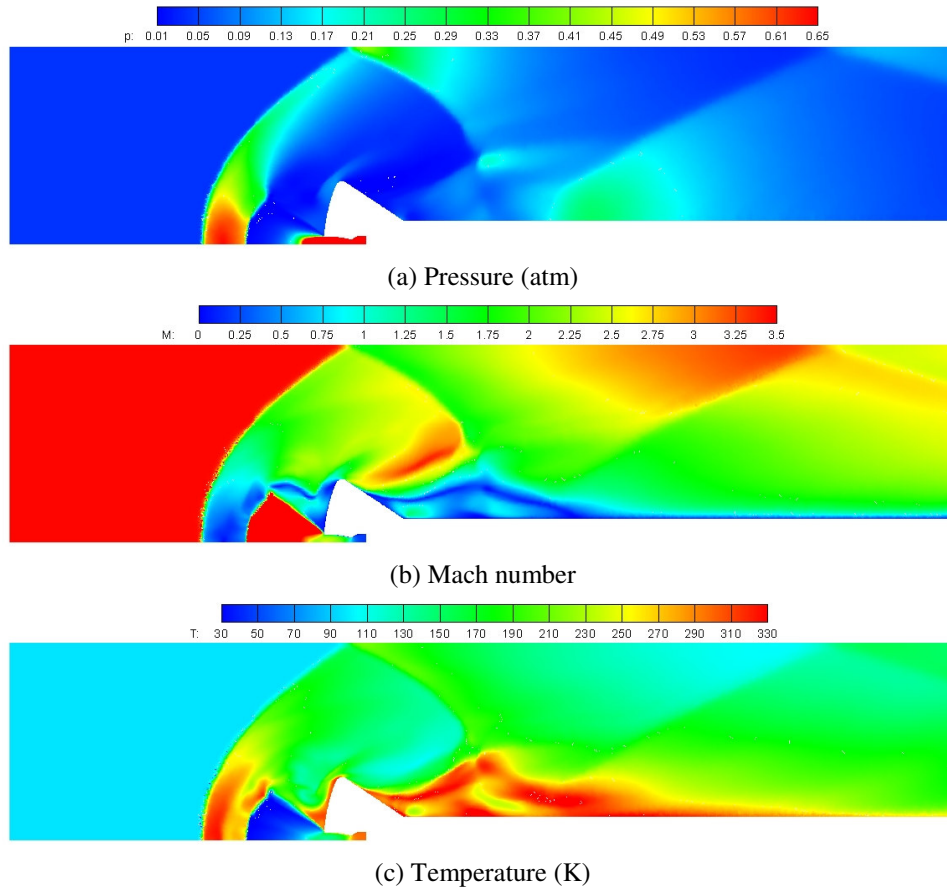 p: 0.01 0.05 0.09 0.13 0.17 0.21 0.25 0.29 0.33 0.37 0.41 0.45 0.49 0.53 0.57 0.61 0.65
(a) Pressure (atm)
M: 0 0.25 0.5 0.75 1 1.25 1.5 1.75 2 2.25 2.5 2.75 3 3.25 3.5
(b) Mach number
T: 30 50 70 90 110 130 150 170 190 210 230 250 270 290 310 330
(c) Temperature (K)